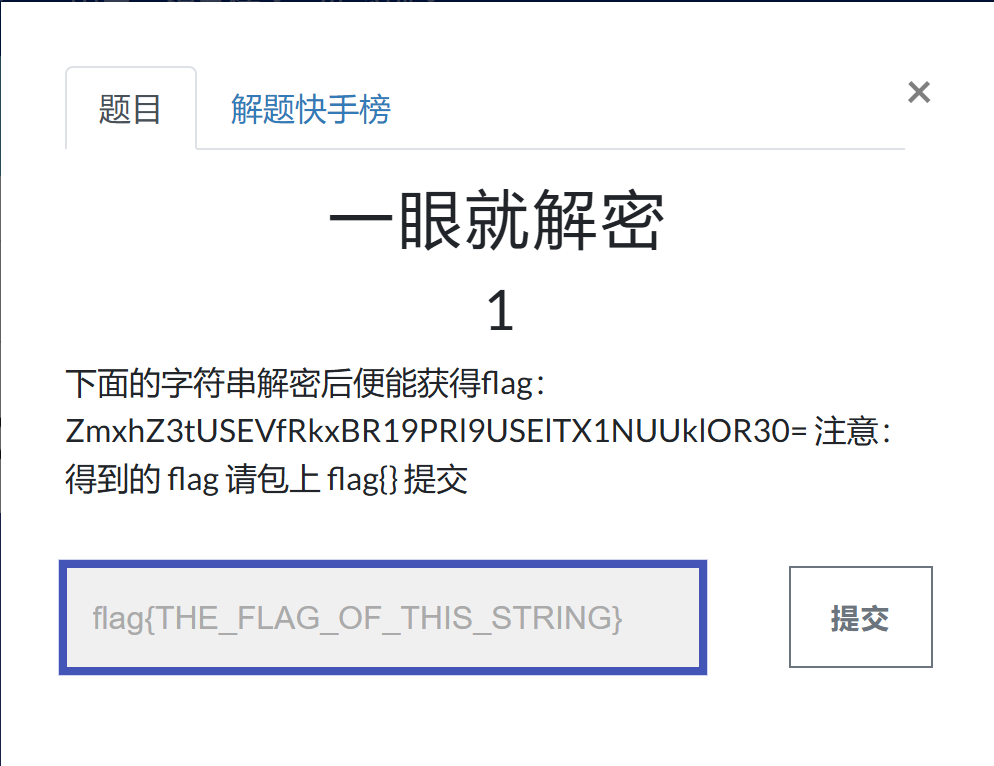 题目 解题快手榜 ×
一眼就解密
1
下面的字符串解密后便能获得flag：
ZmxhZ3tUSEVfRkxBR19PRl9USElTX1NUUklOR30= 注意：
得到的 flag 请包上 flag{} 提交
flag{THE_FLAG_OF_THIS_STRING} 提交